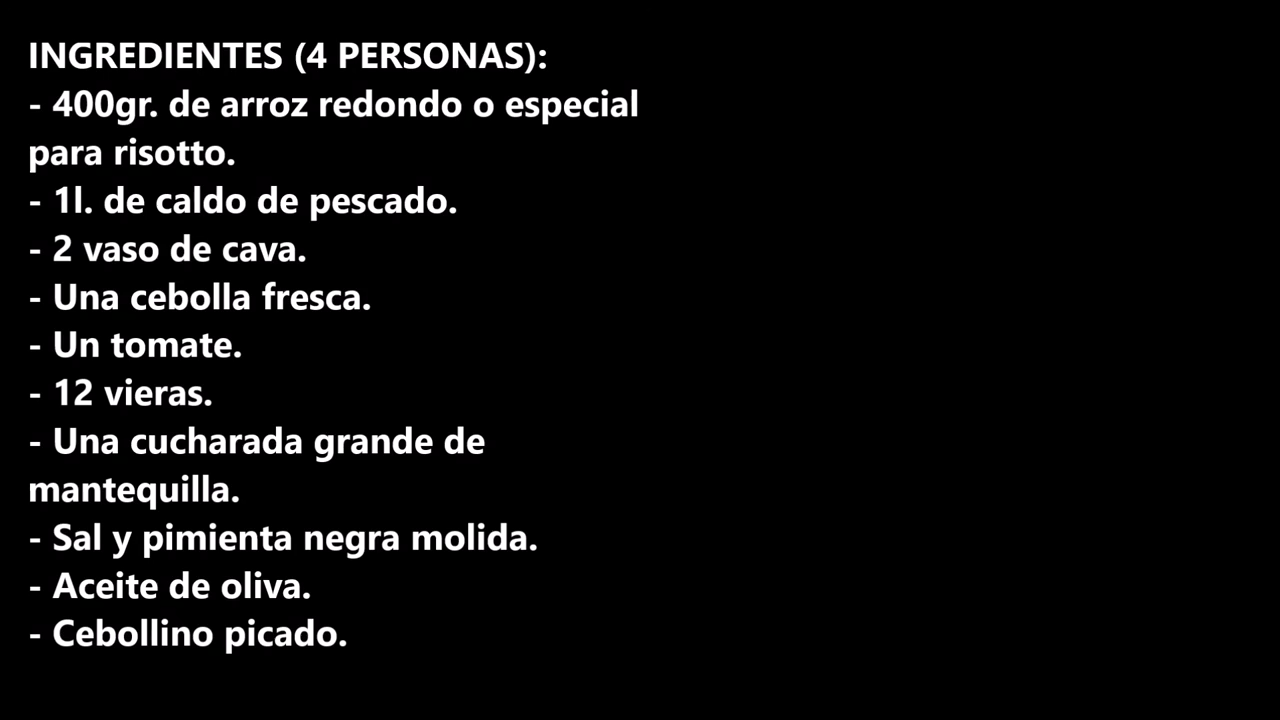 INGREDIENTES (4 PERSONAS):
- 400gr. de arroz redondo o especial
para risotto.
- 1l. de caldo de pescado.
- 2 vaso de cava.
- Una cebolla fresca.
- Un tomate.
- 12 vieras.
- Una cucharada grande de
mantequilla.
- Sal y pimienta negra molida.
- Aceite de oliva.
- Cebollino picado.